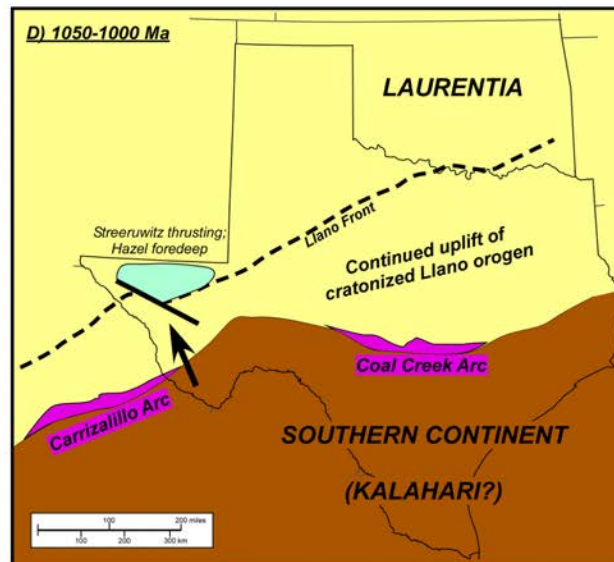 D) 1050-1000 Ma
LAURENTIA
Streeruwitz thrusting;
Hazel foredeep
Llano Front
Continued uplift of
cratonized Llano orogen
Coal Creek Arc
Carrizalillo Arc
SOUTHERN CONTINENT
(KALAHARI?)
100 200 miles
100 200 300 km